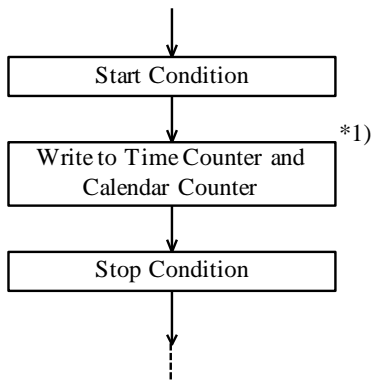 Start Condition
*1)
Write to Time Counter and
Calendar Counter
Stop Condition